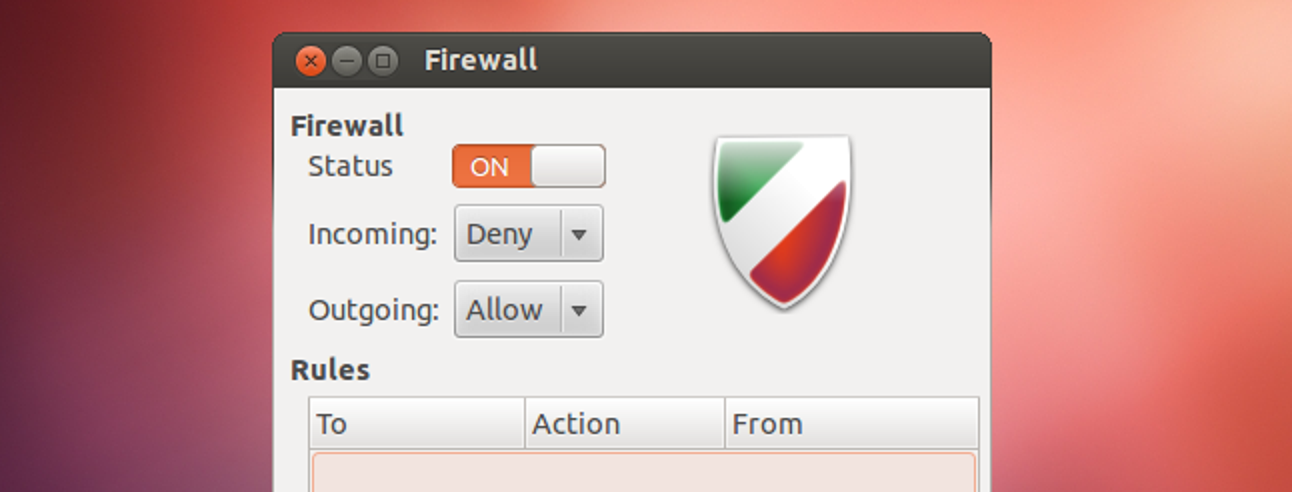 Firewall
Firewall
Status ON
Incoming: Deny
Outgoing: Allow
Rules
To Action From